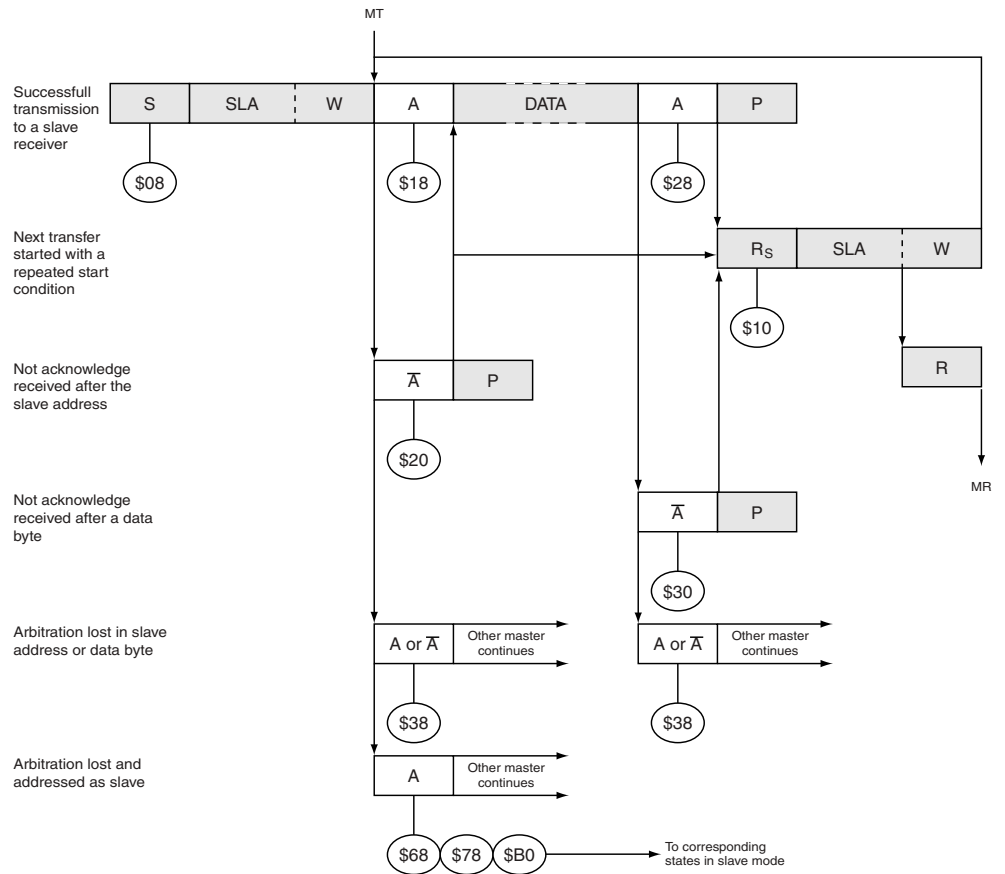 MT
Successfull
transmission
to a slave
receiver
S SLA W A DATA A P
$08 $18 $28
Next transfer
started with a
repeated start
condition
RS SLA W
$10
Not acknowledge
received after the
slave address
A̅ P
R
$20
MR
Not acknowledge
received after a data
byte
A̅ P
$30
Arbitration lost in slave
address or data byte
A or A̅ Other master
continues
A or A̅ Other master
continues
$38 $38
Arbitration lost and
addressed as slave
A Other master
continues
$68 $78 $B0 To corresponding
states in slave mode